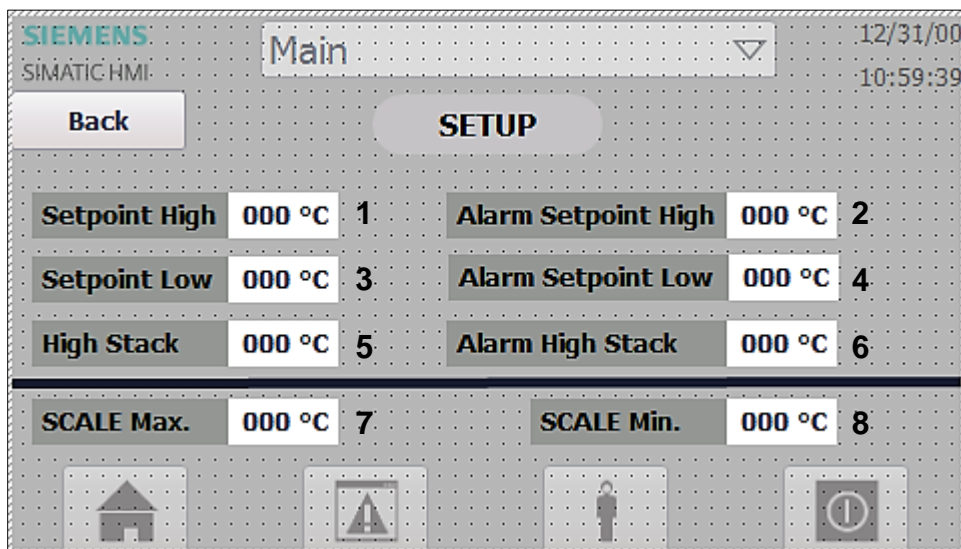 SIEMENS
SIMATIC HMI
Main
12/31/00
10:59:39
Back
SETUP
Setpoint High 000 °C 1 Alarm Setpoint High 000 °C 2
Setpoint Low 000 °C 3 Alarm Setpoint Low 000 °C 4
High Stack 000 °C 5 Alarm High Stack 000 °C 6
SCALE Max. 000 °C 7 SCALE Min. 000 °C 8